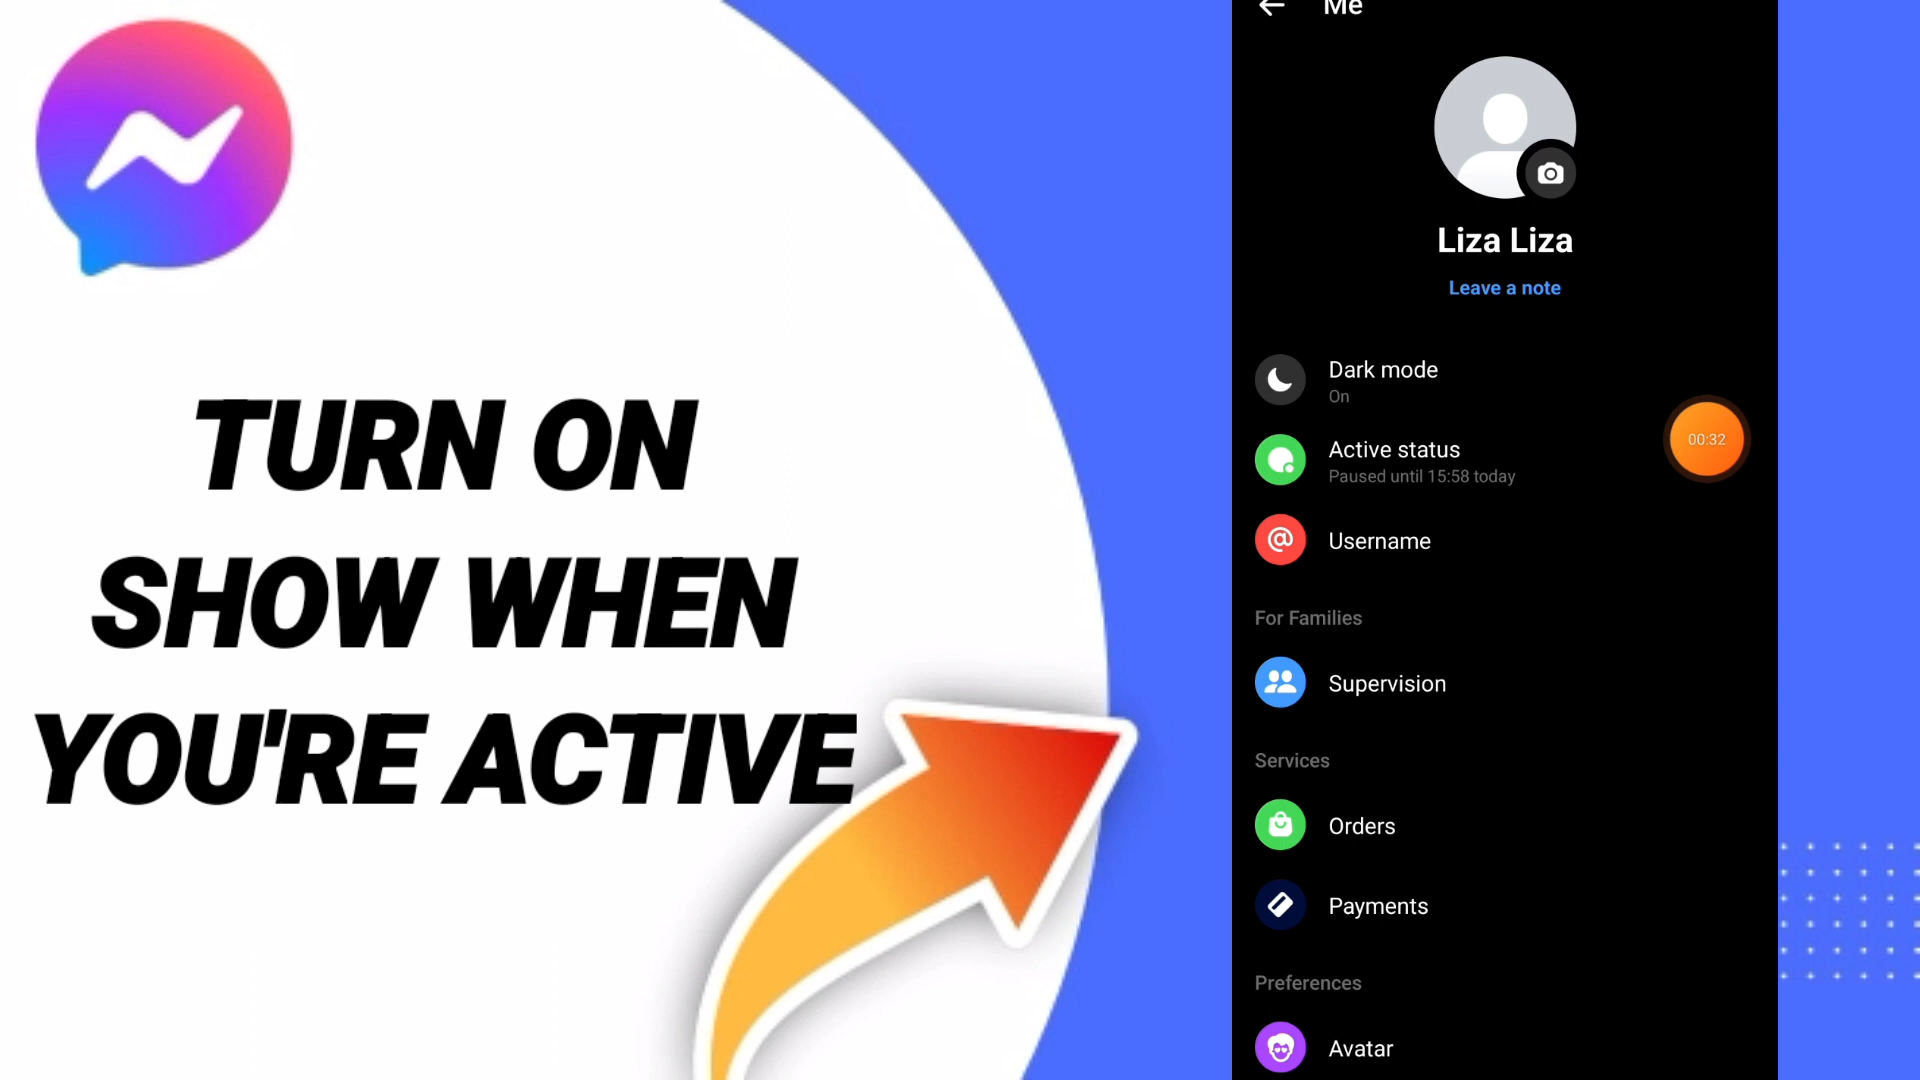 TURN ON
SHOW WHEN
YOU'RE ACTIVE
Me
Liza Liza
Leave a note
Dark mode
On
Active status
Paused until 15:58 today
00:32
Username
For Families
Supervision
Services
Orders
Payments
Preferences
Avatar